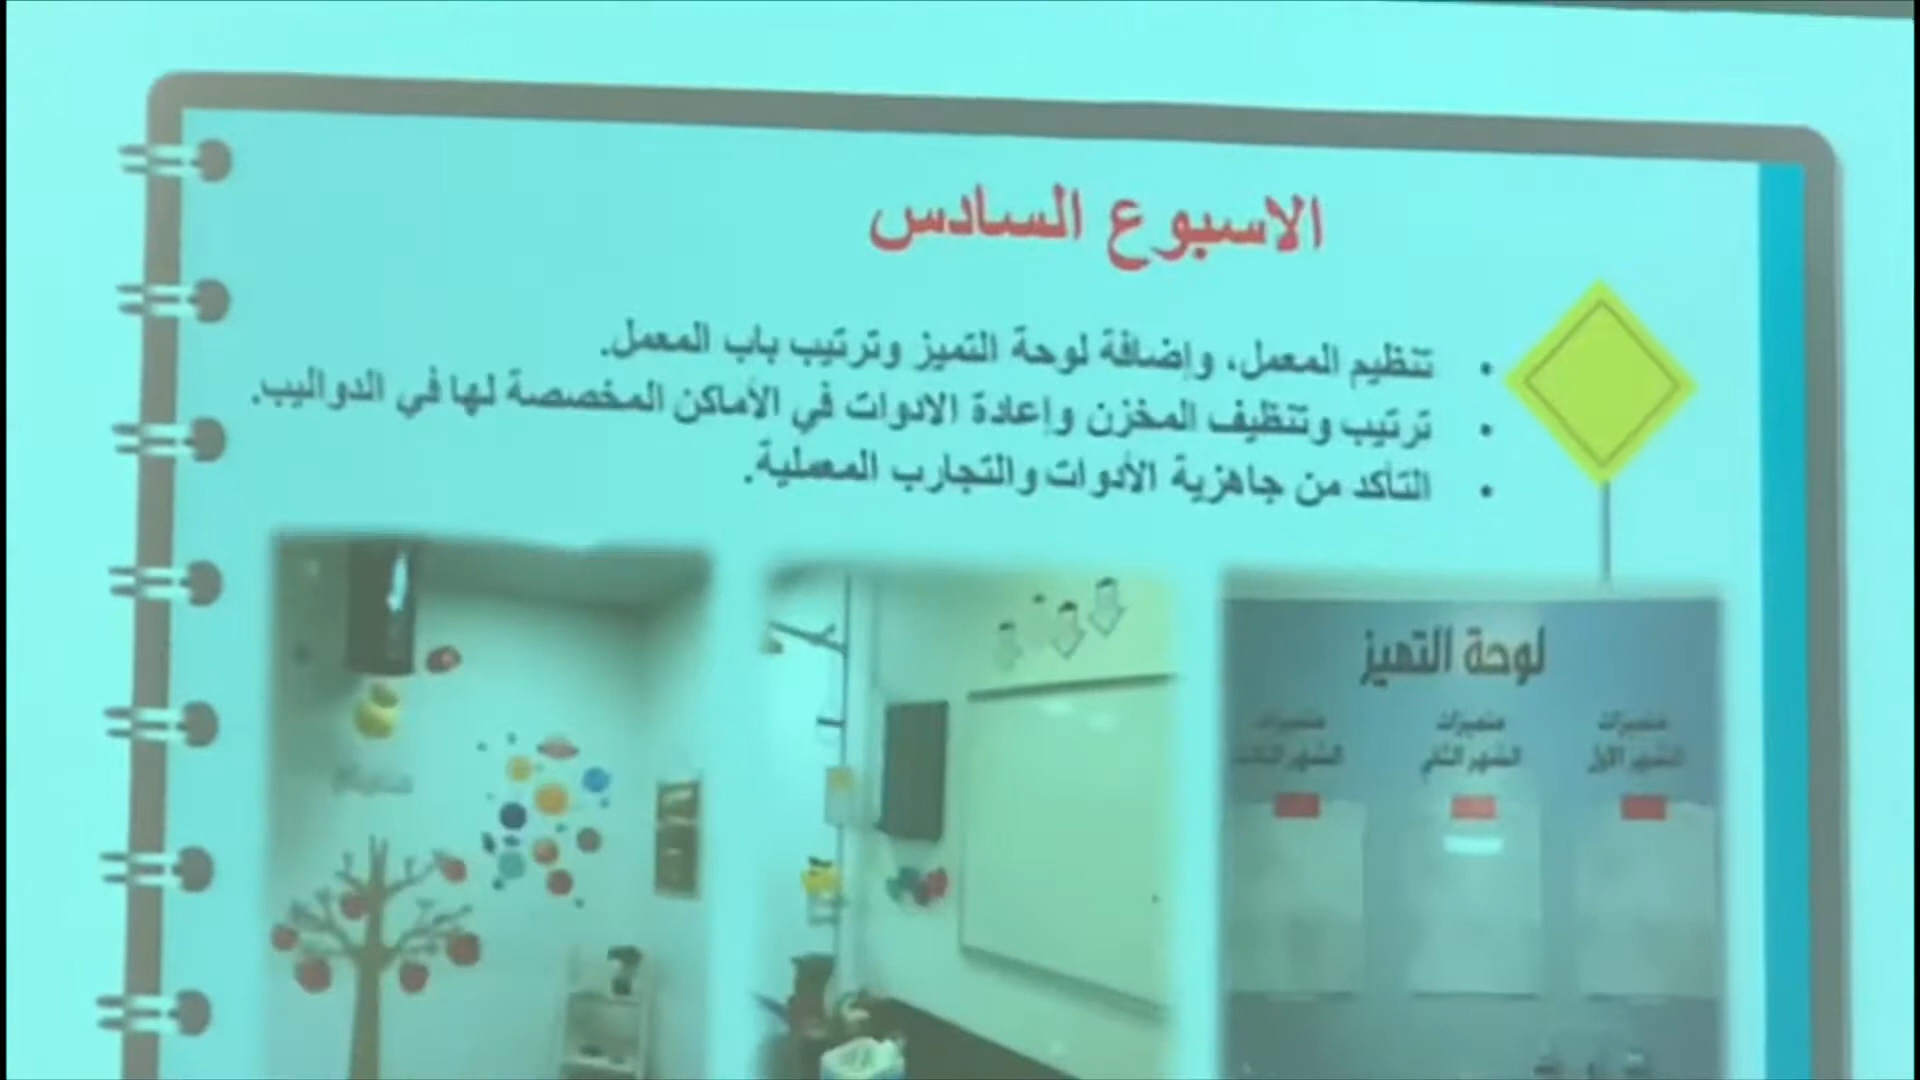 الاسبوع السادس
• تنظيم المعمل، وإضافة لوحة التميز وترتيب باب المعمل.
• ترتيب وتنظيف المخزن وإعادة الادوات في الأماكن المخصصة لها في الدواليب.
• التأكد من جاهزية الأدوات والتجارب المعملية.
لوحة التميز
متميزات متميزات متميزات
الشهر الأول الشهر الثاني الشهر الثالث